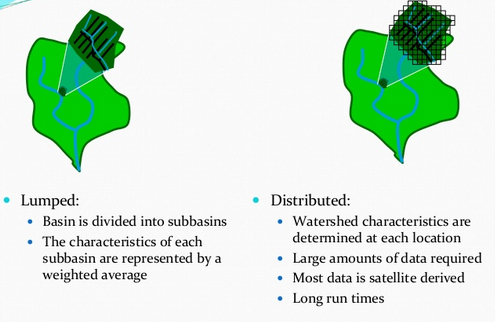 Lumped:
Basin is divided into subbasins
The characteristics of each
subbasin are represented by a
weighted average
Distributed:
Watershed characteristics are
determined at each location
Large amounts of data required
Most data is satellite derived
Long run times